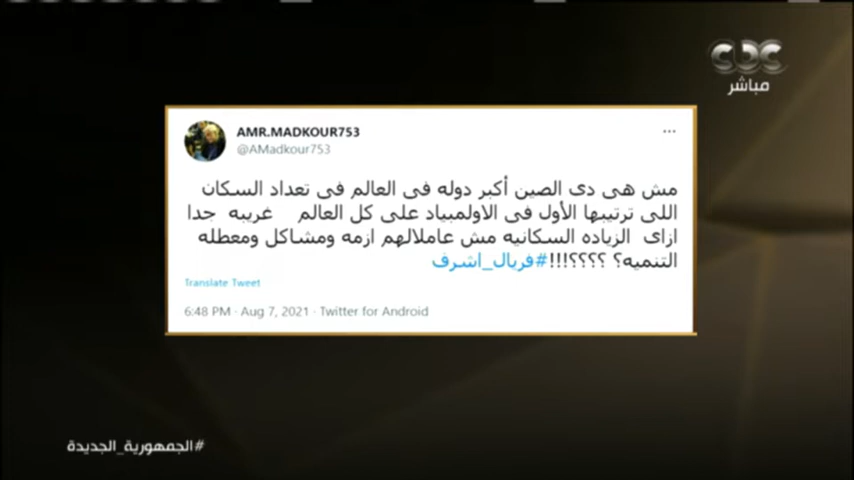 cbc
مباشر
AMR.MADKOUR753
...
@AMadkour753
مش هى دى الصين أكبر دوله فى العالم فى تعداد السكان
اللى ترتيبها الأول فى الاولمبياد على كل العالم غريبه جدا
ازاى الزياده السكانيه مش عاملالهم ازمه ومشاكل ومعطله
التنميه؟ ؟؟؟؟!!!#فريال_اشرف
Translate Tweet
6:48 PM · Aug 7, 2021 · Twitter for Android
#الجمهورية_الجديدة